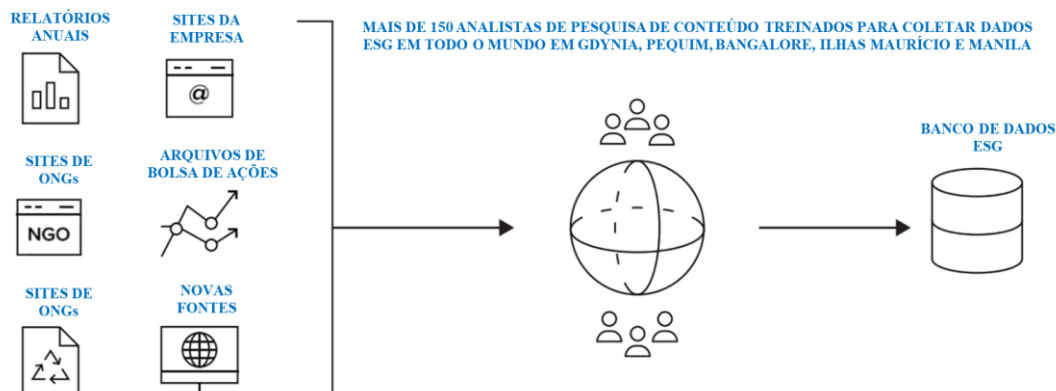 RELATÓRIOS
ANUAIS
SITES DA
EMPRESA
MAIS DE 150 ANALISTAS DE PESQUISA DE CONTEÚDO TREINADOS PARA COLETAR DADOS
ESG EM TODO O MUNDO EM GDYNIA, PEQUIM, BANGALORE, ILHAS MAURÍCIO E MANILA
@
BANCO DE DADOS
ESG
SITES DE
ONGs
ARQUIVOS DE
BOLSA DE AÇÕES
NGO
SITES DE
ONGs
NOVAS
FONTES